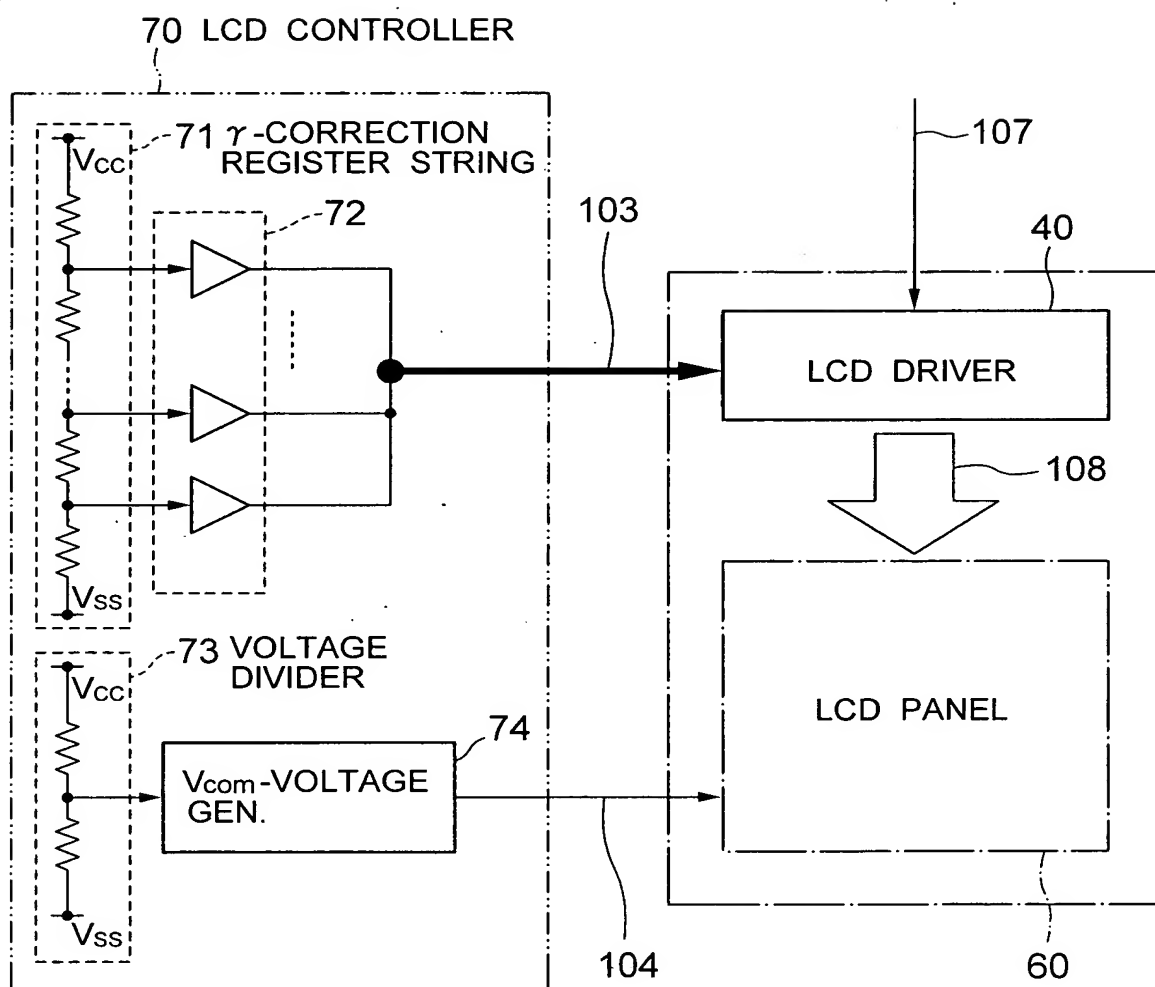 70 LCD CONTROLLER
71 γ-CORRECTION
REGISTER STRING
VCC
72
103
107
40
LCD DRIVER
108
VSS
73 VOLTAGE
DIVIDER
VCC
74
Vcom-VOLTAGE
GEN.
LCD PANEL
VSS
104
60